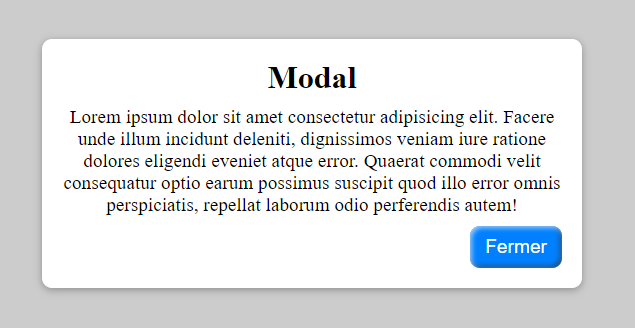 Modal
Lorem ipsum dolor sit amet consectetur adipisicing elit. Facere
unde illum incidunt deleniti, dignissimos veniam iure ratione
dolores eligendi eveniet atque error. Quaerat commodi velit
consequatur optio earum possimus suscipit quod illo error omnis
perspiciatis, repellat laborum odio perferendis autem!
Fermer